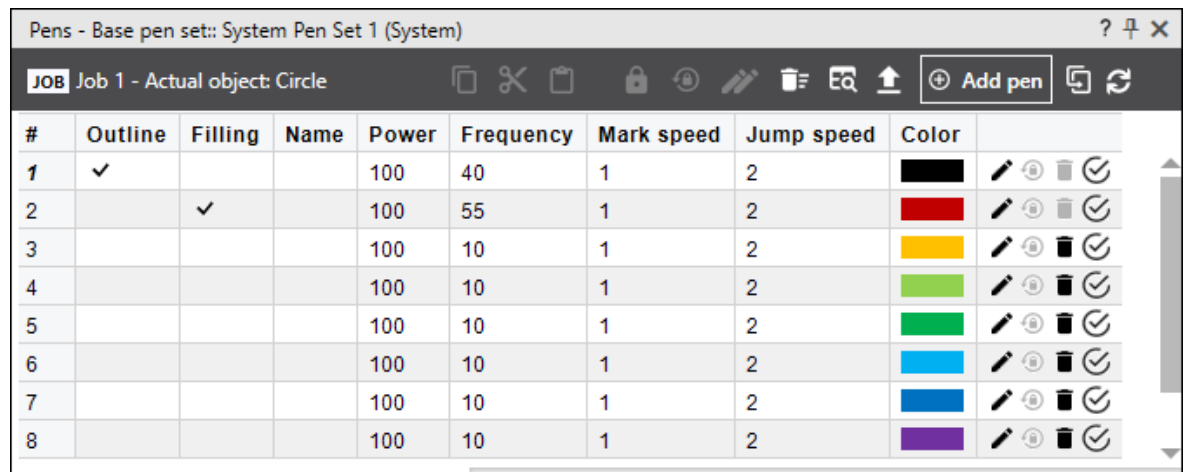 Pens - Base pen set:: System Pen Set 1 (System) ?
JOB Job 1 - Actual object: Circle Add pen
# Outline Filling Name Power Frequency Mark speed Jump speed Color
1 100 40 1 2
2 100 55 1 2
3 100 10 1 2
4 100 10 1 2
5 100 10 1 2
6 100 10 1 2
7 100 10 1 2
8 100 10 1 2